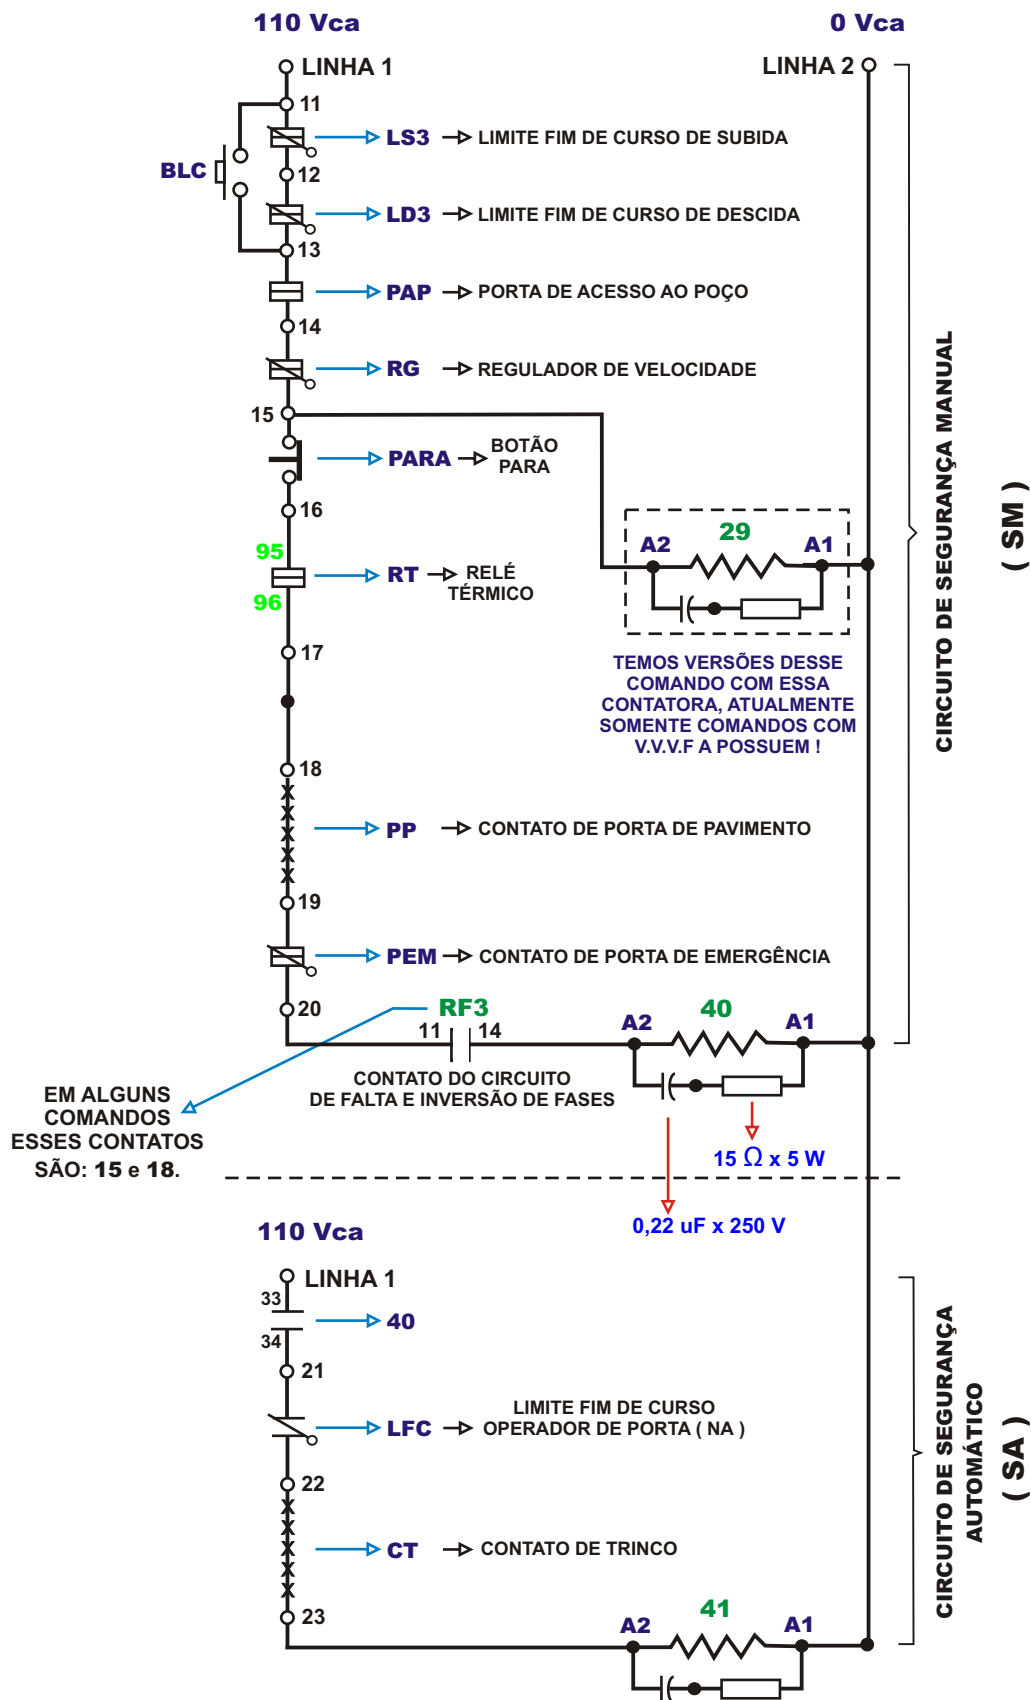 110 Vca
0 Vca
LINHA 1
LINHA 2
11
LS3
LIMITE FIM DE CURSO DE SUBIDA
BLC
12
LD3
LIMITE FIM DE CURSO DE DESCIDA
13
PAP
PORTA DE ACESSO AO POÇO
14
RG
REGULADOR DE VELOCIDADE
15
PARA
BOTÃO
PARA
16
95
96
RT
RELÉ
TÉRMICO
A2
29
A1
17
TEMOS VERSÕES DESSE
COMANDO COM ESSA
CONTATORA, ATUALMENTE
SOMENTE COMANDOS COM
V.V.V.F A POSSUEM !
18
PP
CONTATO DE PORTA DE PAVIMENTO
19
PEM
CONTATO DE PORTA DE EMERGÊNCIA
20
RF3
11
14
CONTATO DO CIRCUITO
DE FALTA E INVERSÃO DE FASES
A2
40
A1
EM ALGUNS
COMANDOS
ESSES CONTATOS
SÃO: 15 e 18.
15 Ω x 5 W
0,22 uF x 250 V
CIRCUITO DE SEGURANÇA MANUAL
( SM )
110 Vca
LINHA 1
33
34
40
21
LFC
LIMITE FIM DE CURSO
OPERADOR DE PORTA ( NA )
22
CT
CONTATO DE TRINCO
23
A2
41
A1
CIRCUITO DE SEGURANÇA
AUTOMÁTICO
( SA )